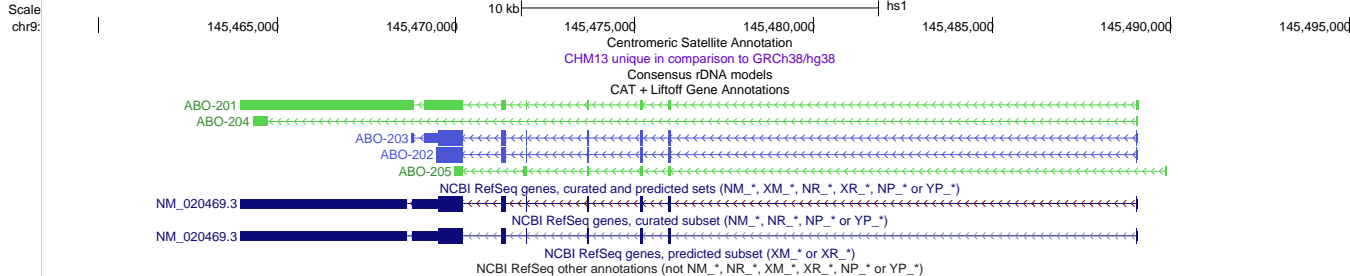 Scale 10 kb hs1
chr9: 145,465,000 145,470,000 145,475,000 145,480,000 145,485,000 145,490,000 145,495,000
Centromeric Satellite Annotation
CHM13 unique in comparison to GRCh38/hg38
Consensus rDNA models
CAT + Liftoff Gene Annotations
ABO-201
ABO-204
ABO-203
ABO-202
ABO-205
NCBI RefSeq genes, curated and predicted sets (NM_*, XM_*, NR_*, XR_*, NP_* or YP_*)
NM_020469.3
NCBI RefSeq genes, curated subset (NM_*, NR_*, NP_* or YP_*)
NM_020469.3
NCBI RefSeq genes, predicted subset (XM_* or XR_*)
NCBI RefSeq other annotations (not NM_*, NR_*, XM_*, XR_*, NP_* or YP_*)